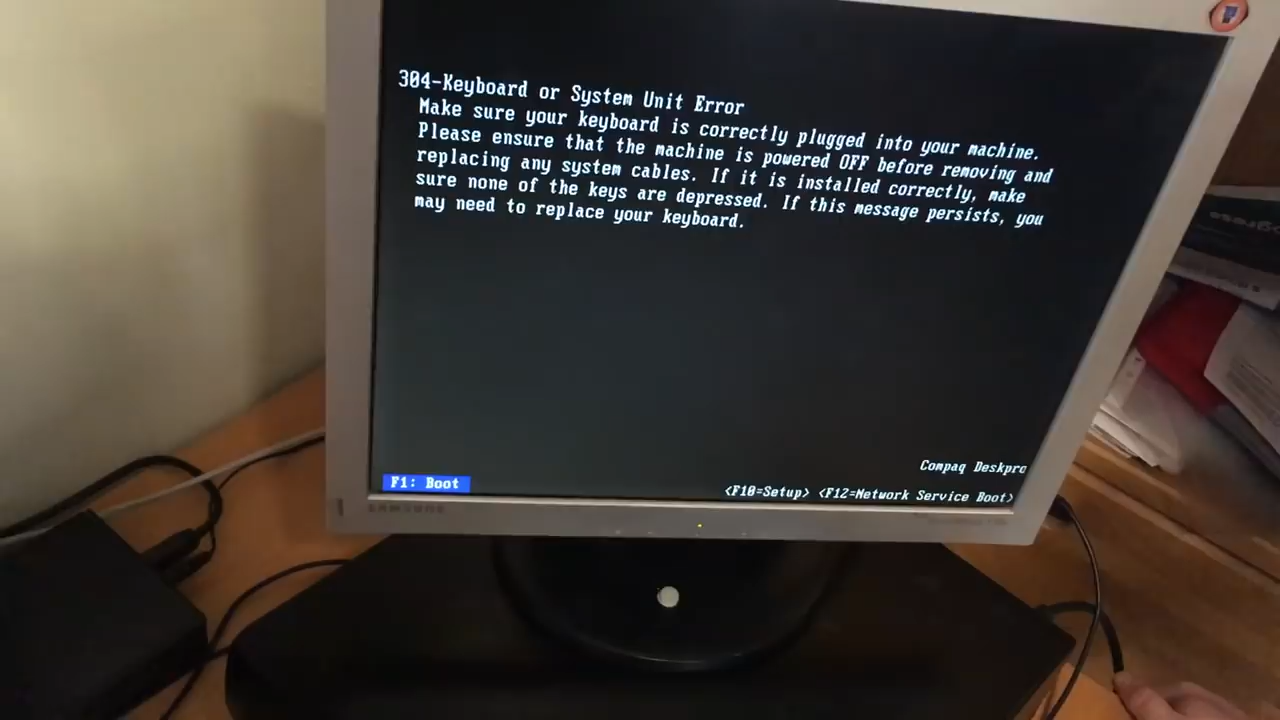 304-Keyboard or System Unit Error
Make sure your keyboard is correctly plugged into your machine.
Please ensure that the machine is powered OFF before removing and
replacing any system cables. If it is installed correctly, make
sure none of the keys are depressed. If this message persists, you
may need to replace your keyboard.
Compaq Deskpro
F1: Boot
<F10=Setup> <F12=Network Service Boot>
SAMSUNG